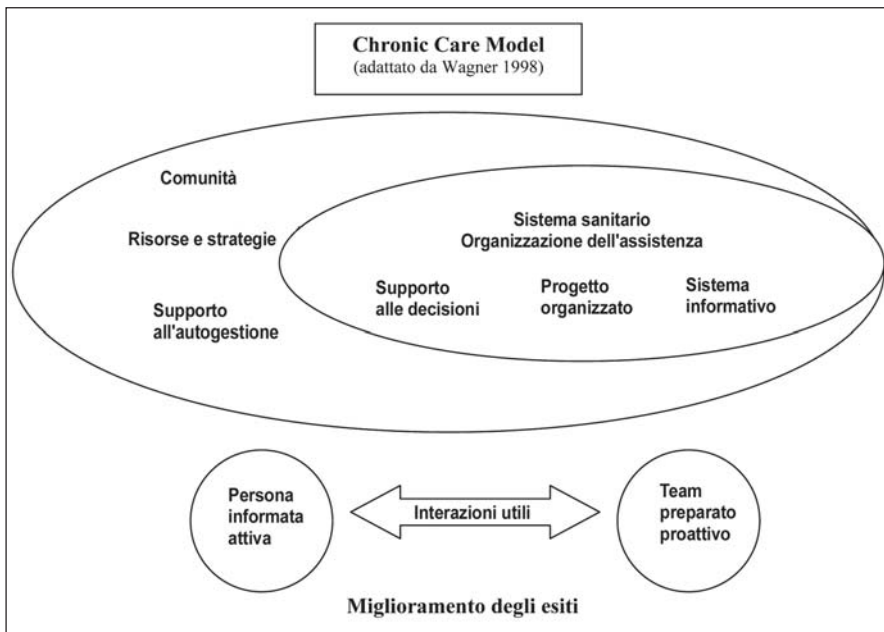 Chronic Care Model
(adattato da Wagner 1998)
Comunità
Risorse e strategie
Supporto
all'autogestione
Sistema sanitario
Organizzazione dell'assistenza
Supporto
alle decisioni
Progetto
organizzato
Sistema
informativo
Persona
informata
attiva
Interazioni utili
Team
preparato
proattivo
Miglioramento degli esiti